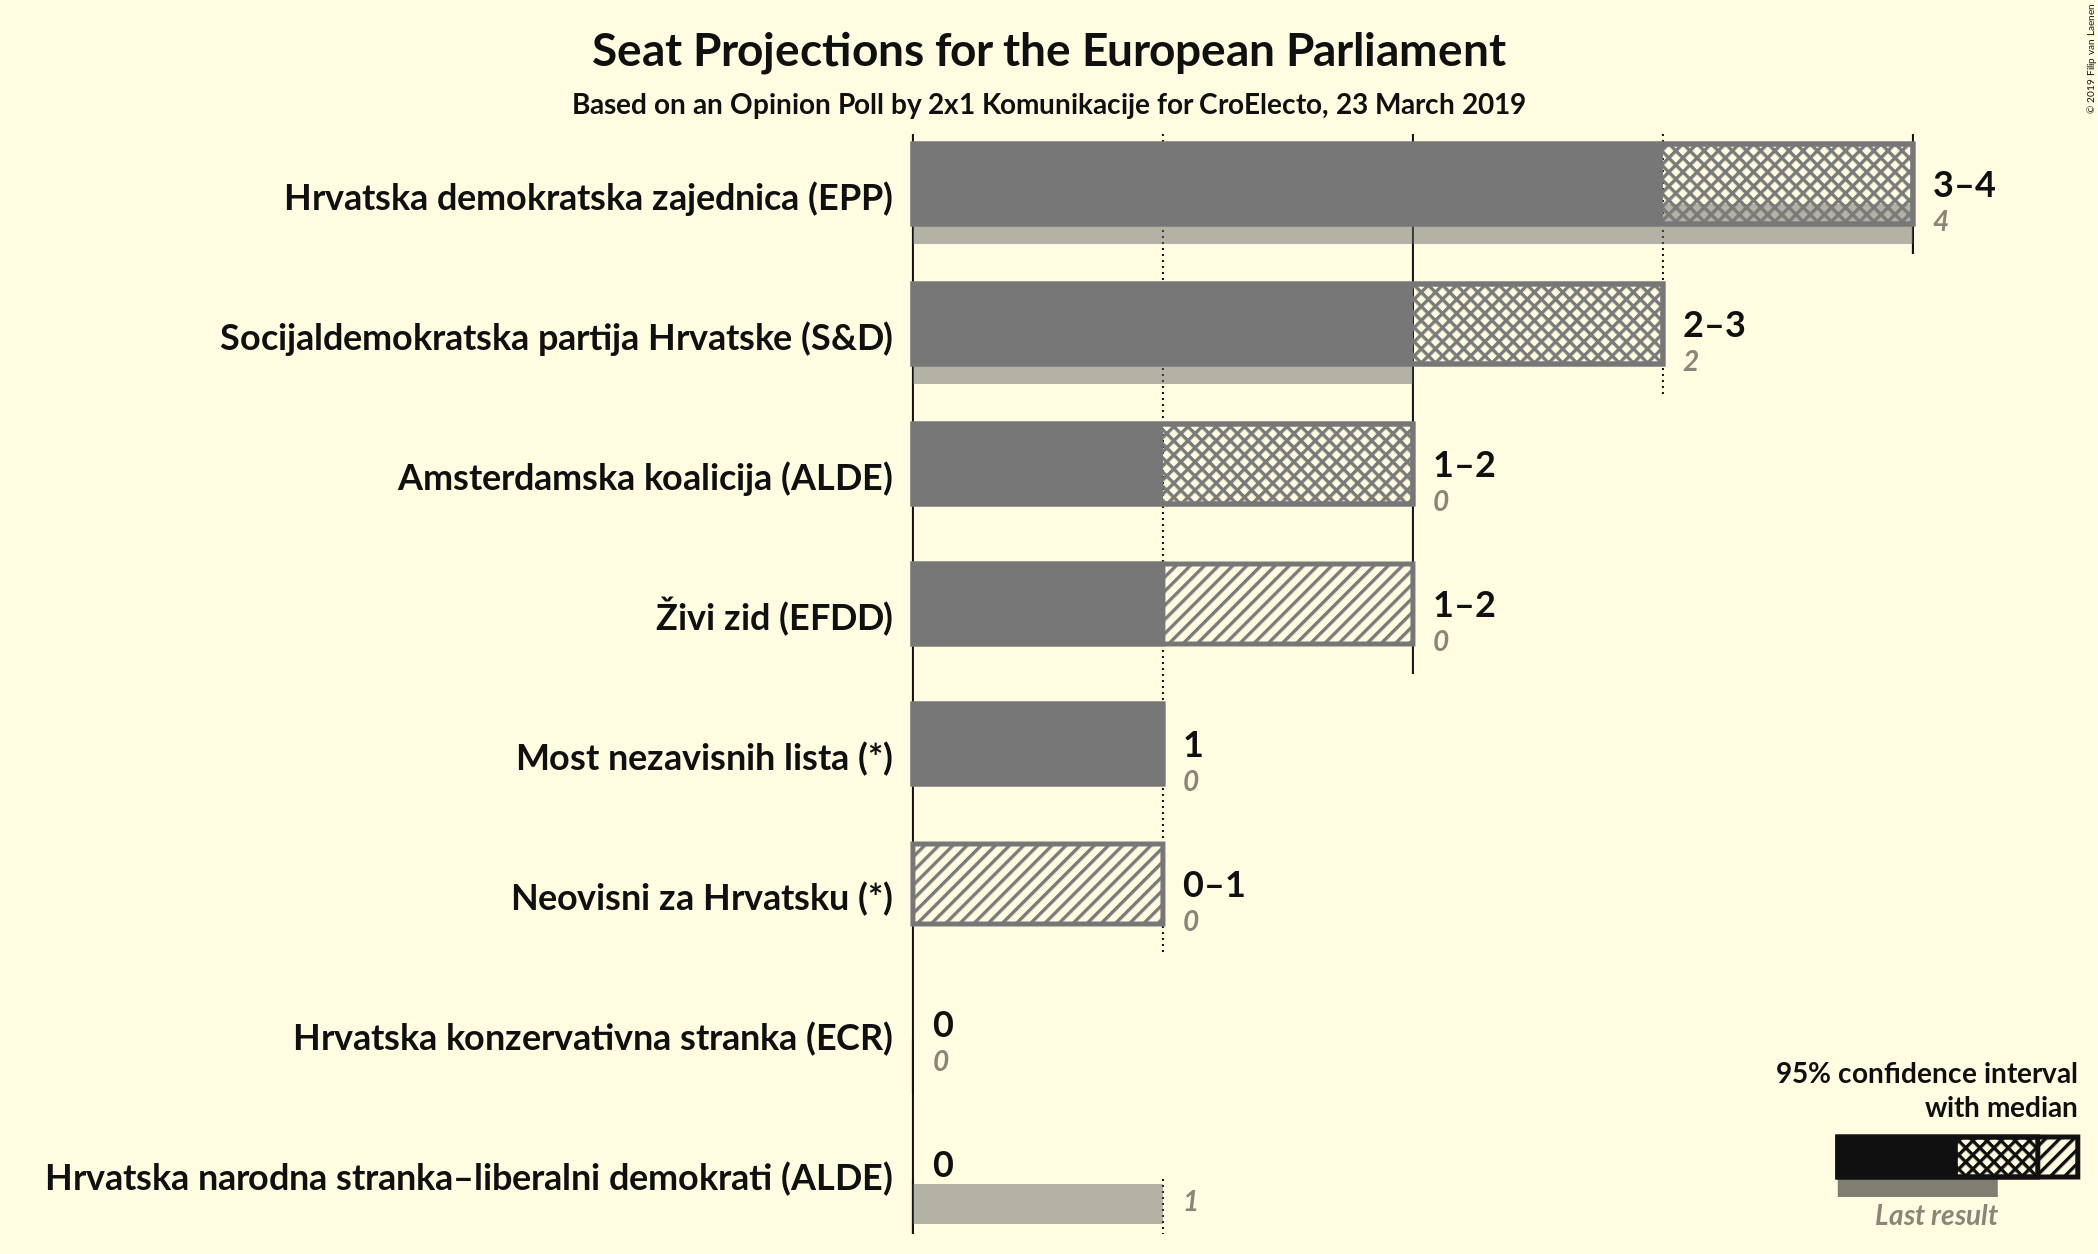 Seat Projections for the European Parliament
Based on an Opinion Poll by 2x1 Komunikacije for CroElecto, 23 March 2019
© 2019 Filip van Laenen
Hrvatska demokratska zajednica (EPP)
3–4
4
Socijaldemokratska partija Hrvatske (S&D)
2–3
2
Amsterdamska koalicija (ALDE)
1–2
0
Živi zid (EFDD)
1–2
0
Most nezavisnih lista (*)
1
0
Neovisni za Hrvatsku (*)
0–1
0
Hrvatska konzervativna stranka (ECR)
0
0
Hrvatska narodna stranka–liberalni demokrati (ALDE)
0
1
95% confidence interval
with median
Last result